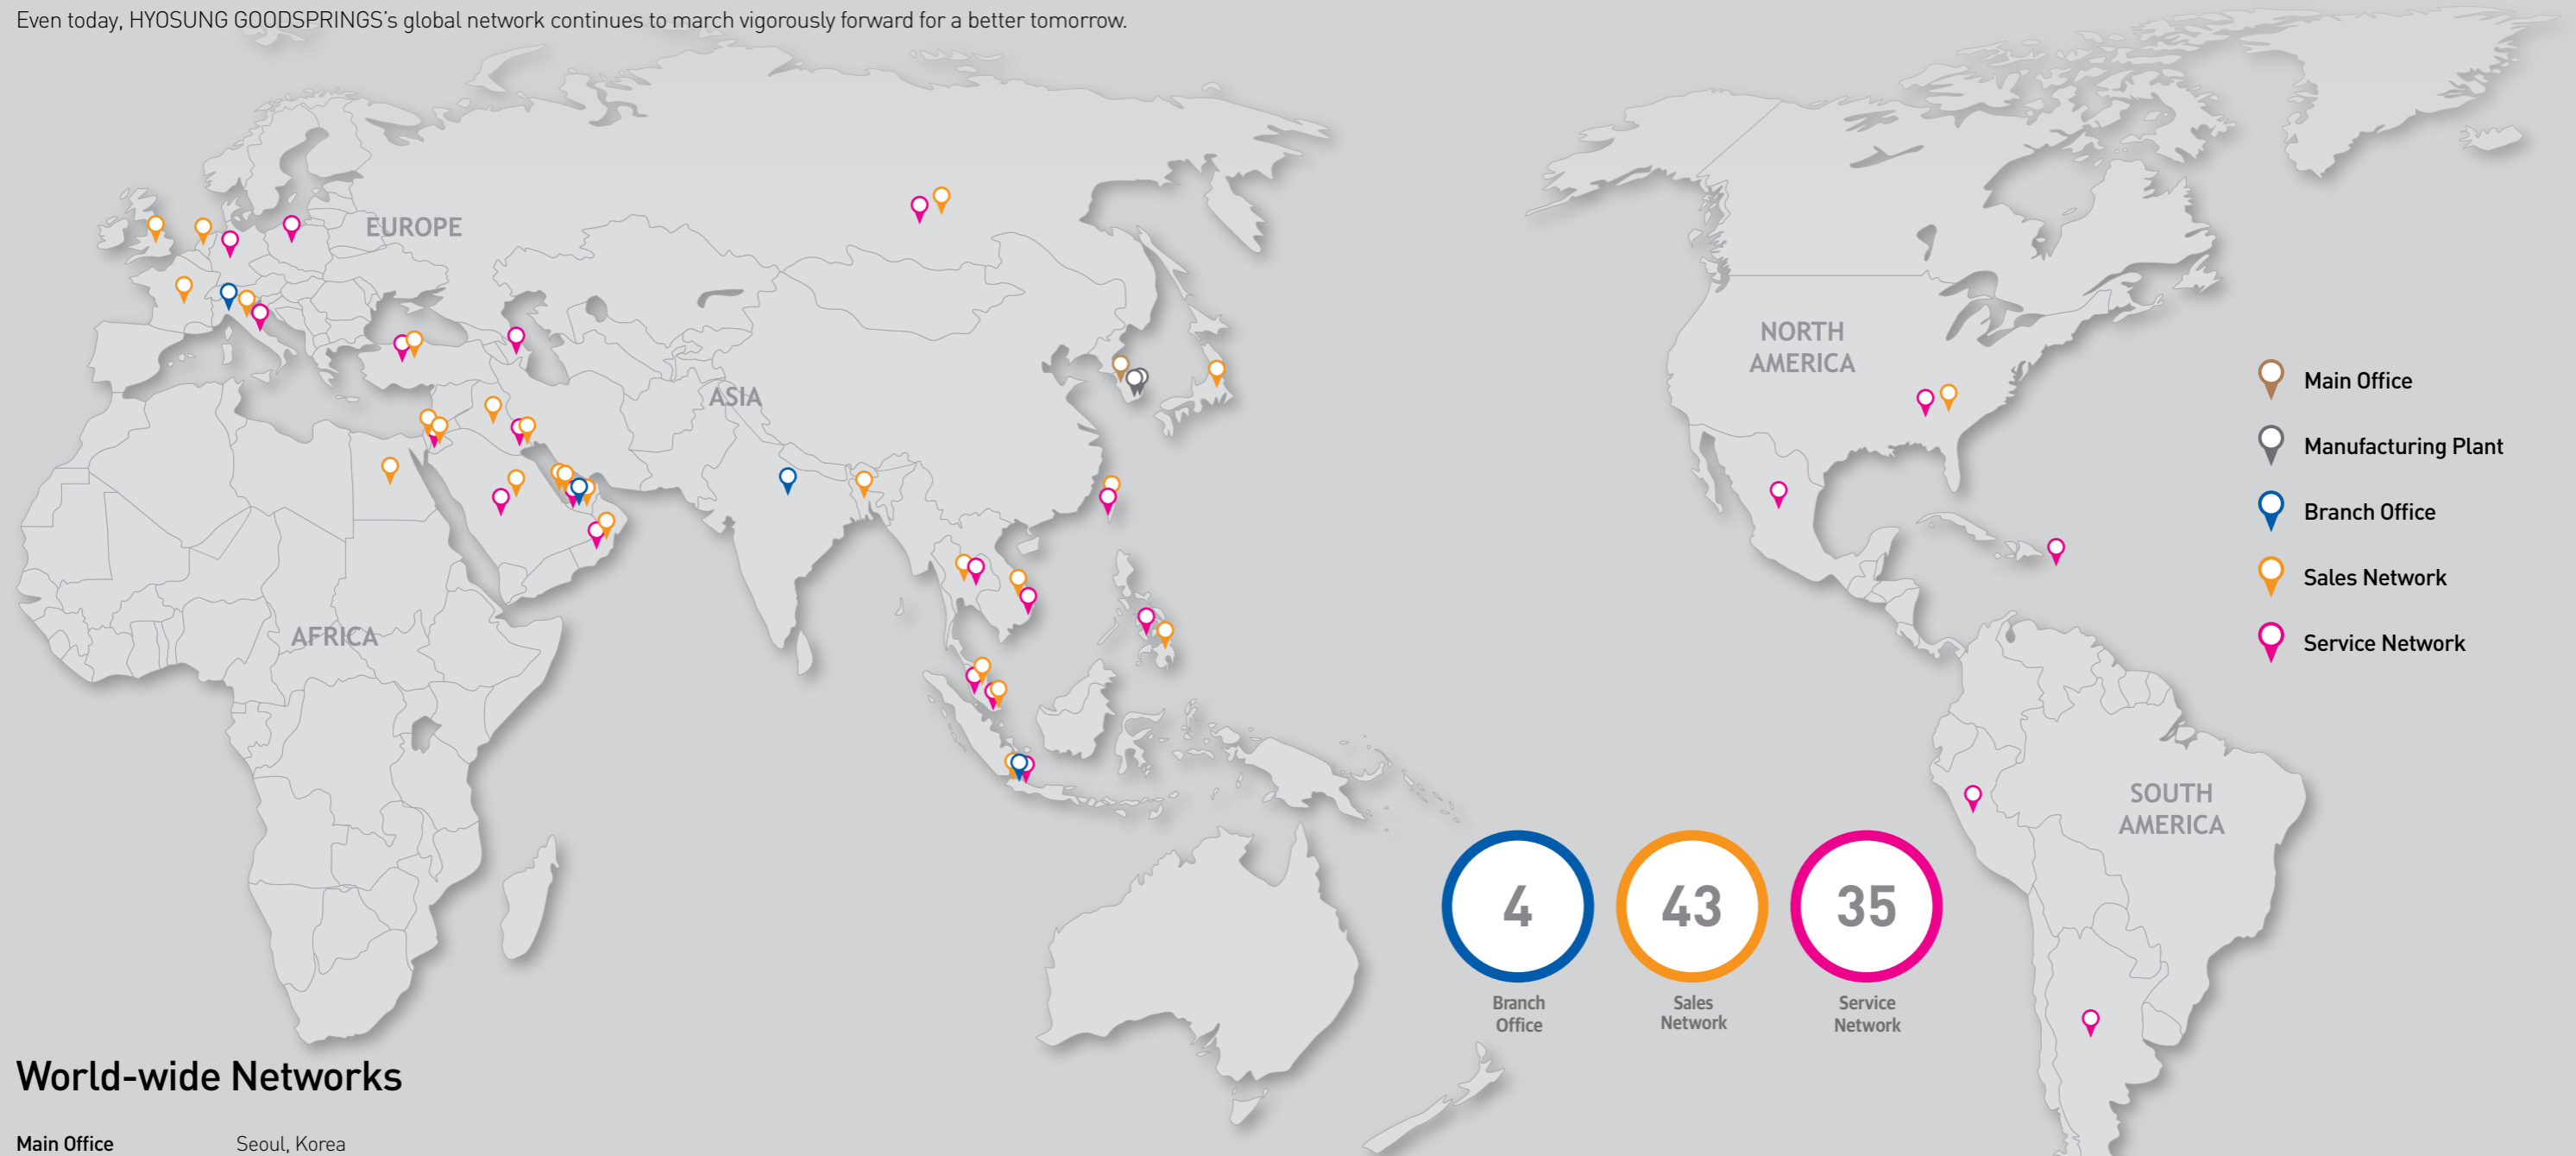 Even today, HYOSUNG GOODSPRINGS's global network continues to march vigorously forward for a better tomorrow.
EUROPE
ASIA
AFRICA
NORTH
AMERICA
SOUTH
AMERICA
Main Office
Manufacturing Plant
Branch Office
Sales Network
Service Network
4
Branch
Office
43
Sales
Network
35
Service
Network
World-wide Networks
Main Office Seoul, Korea